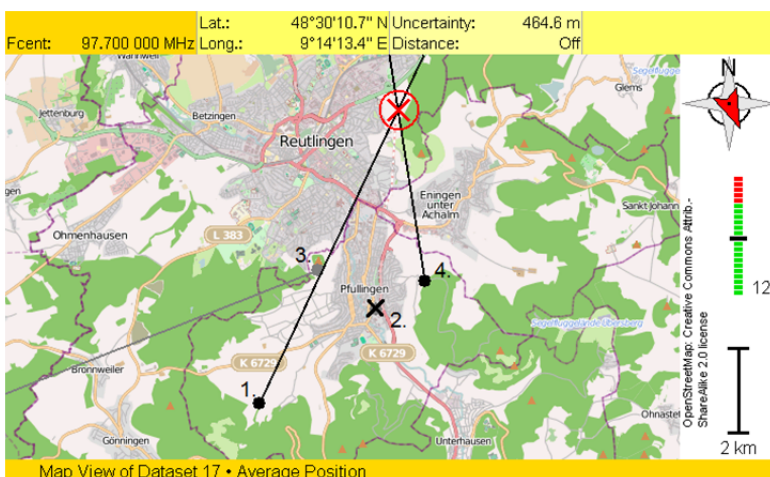 Lat.: 48°30'10.7" N Uncertainty: 464.6 m
Fcent: 97.700 000 MHz Long.: 9°14'13.4" E Distance: Off
Wannweil
Glems
N
Jettenburg
Betzingen
Reutlingen
Eningen
unter
Achalm
Sankt Johann
L 383
Ohmenhausen
3.
4.
Pfullingen
2.
12
K 6729
K 6729
Bronnweiler
1.
Gönningen
Unterhausen
Ohnaste
2 km
OpenStreetMap: Creative Commons Attrib.-
ShareAlike 2.0 license
Map View of Dataset 17 • Average Position